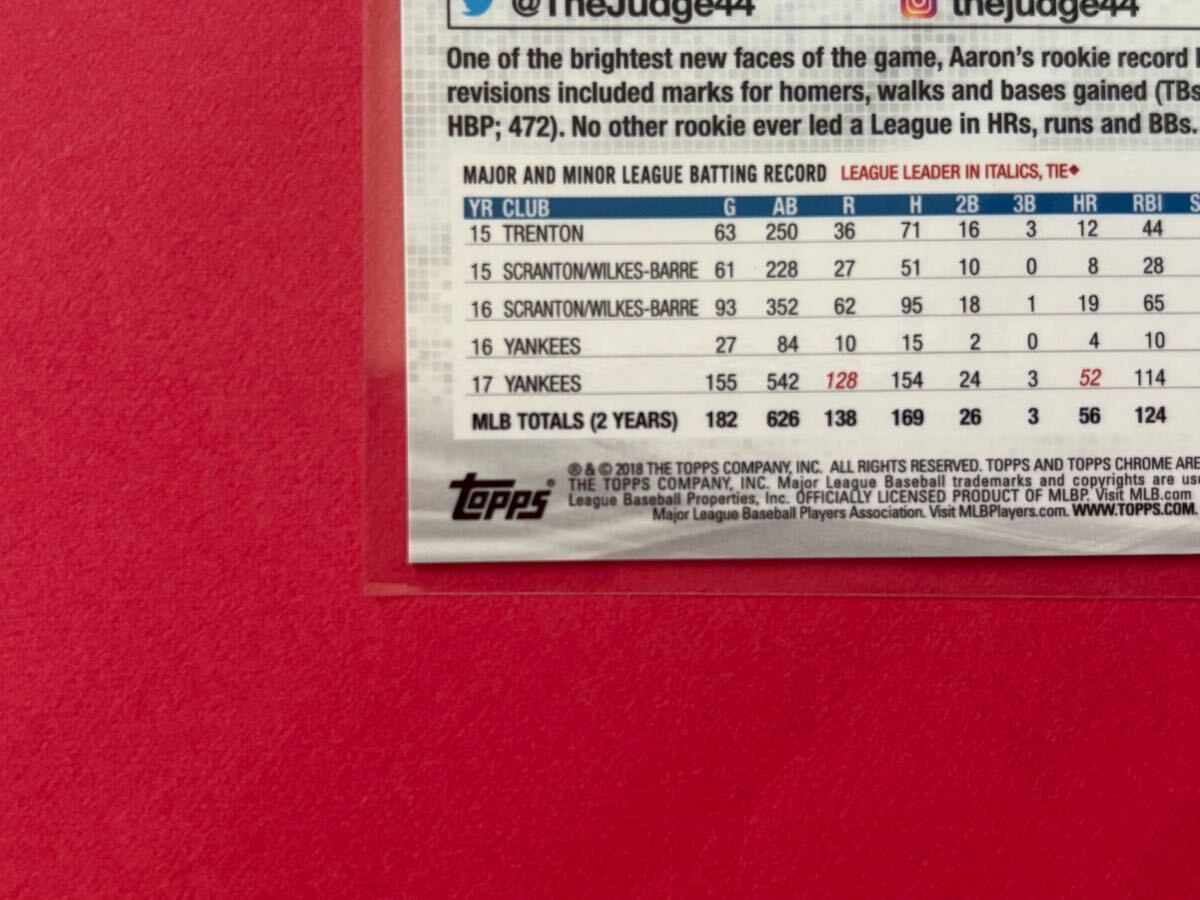 @TheJudge44 thejudge44
One of the brightest new faces of the game, Aaron's rookie record
revisions included marks for homers, walks and bases gained (TBs
HBP; 472). No other rookie ever led a League in HRs, runs and BBs.
MAJOR AND MINOR LEAGUE BATTING RECORD LEAGUE LEADER IN ITALICS, TIE◆
YR CLUB G AB R H 2B 3B HR RBI S
15 TRENTON 63 250 36 71 16 3 12 44
15 SCRANTON/WILKES-BARRE 61 228 27 51 10 0 8 28
16 SCRANTON/WILKES-BARRE 93 352 62 95 18 1 19 65
16 YANKEES 27 84 10 15 2 0 4 10
17 YANKEES 155 542 128 154 24 3 52 114
MLB TOTALS (2 YEARS) 182 626 138 169 26 3 56 124
topps®
® & © 2018 THE TOPPS COMPANY, INC. ALL RIGHTS RESERVED. TOPPS AND TOPPS CHROME ARE
THE TOPPS COMPANY, INC. Major League Baseball trademarks and copyrights are use
League Baseball Properties, Inc. OFFICIALLY LICENSED PRODUCT OF MLBP. Visit MLB.com
Major League Baseball Players Association. Visit MLBPlayers.com. WWW.TOPPS.COM.